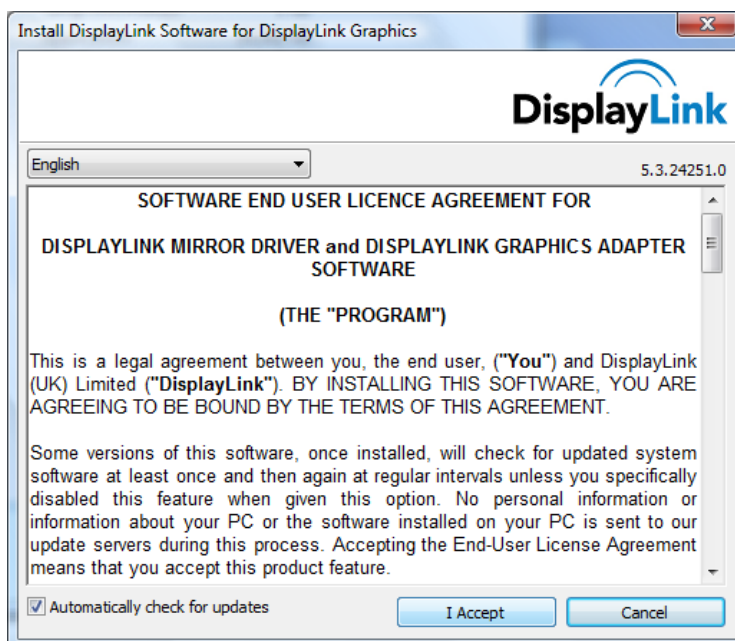 Install DisplayLink Software for DisplayLink Graphics
DisplayLink
English
5.3.24251.0
SOFTWARE END USER LICENCE AGREEMENT FOR
DISPLAYLINK MIRROR DRIVER and DISPLAYLINK GRAPHICS ADAPTER
SOFTWARE
(THE "PROGRAM")
This is a legal agreement between you, the end user, ("You") and DisplayLink
(UK) Limited ("DisplayLink"). BY INSTALLING THIS SOFTWARE, YOU ARE
AGREEING TO BE BOUND BY THE TERMS OF THIS AGREEMENT.
Some versions of this software, once installed, will check for updated system
software at least once and then again at regular intervals unless you specifically
disabled this feature when given this option. No personal information or
information about your PC or the software installed on your PC is sent to our
update servers during this process. Accepting the End-User License Agreement
means that you accept this product feature.
Automatically check for updates
I Accept
Cancel